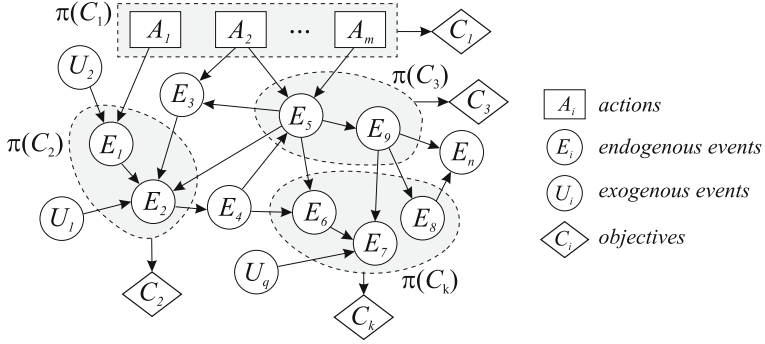 π(C₁)
A₁ A₂ ... Aₘ
C₁
U₂
E₃
π(C₃)
C₃
E₅
E₉
π(C₂)
E₁
Eₙ
U₁
E₂
E₄
E₆
E₈
E₇
U_q
π(Cₖ)
C₂
Cₖ
Aᵢ actions
Eᵢ endogenous events
Uᵢ exogenous events
Cᵢ objectives